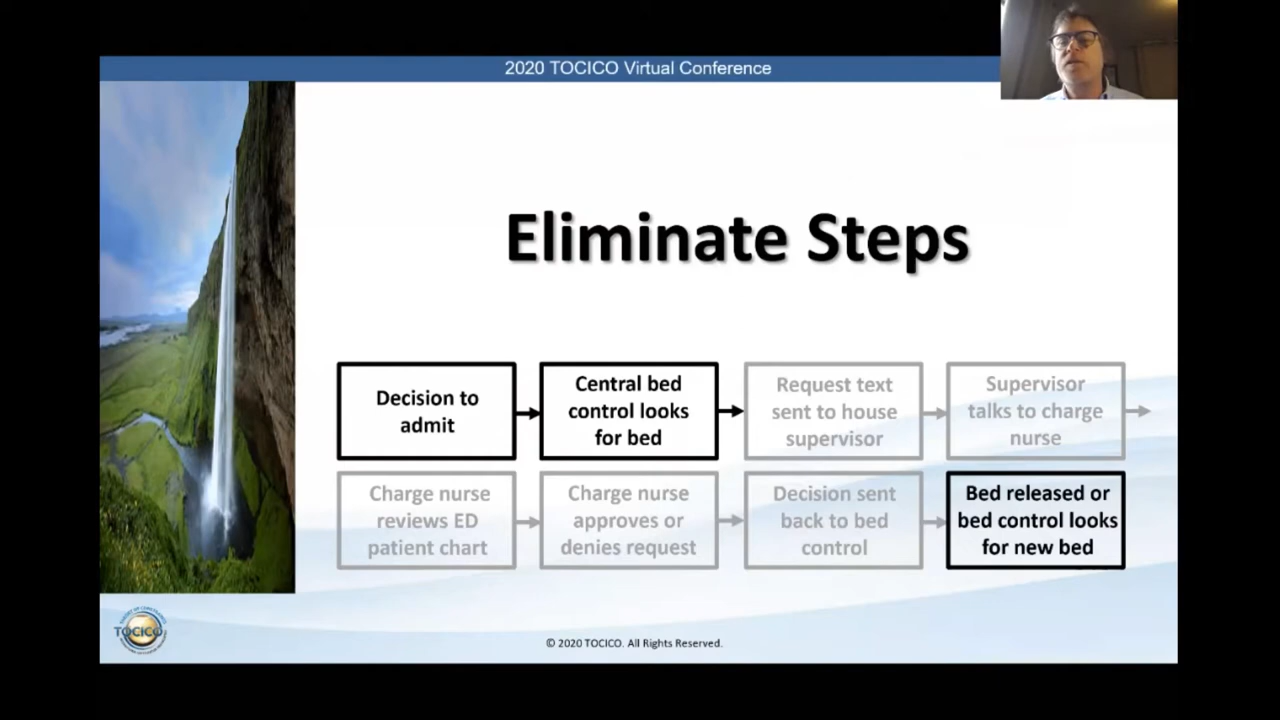 2020 TOCICO Virtual Conference
Eliminate Steps
Decision to
admit
Central bed
control looks
for bed
Request text
sent to house
supervisor
Supervisor
talks to charge
nurse
Charge nurse
reviews ED
patient chart
Charge nurse
approves or
denies request
Decision sent
back to bed
control
Bed released or
bed control looks
for new bed
TOCICO
© 2020 TOCICO. All Rights Reserved.